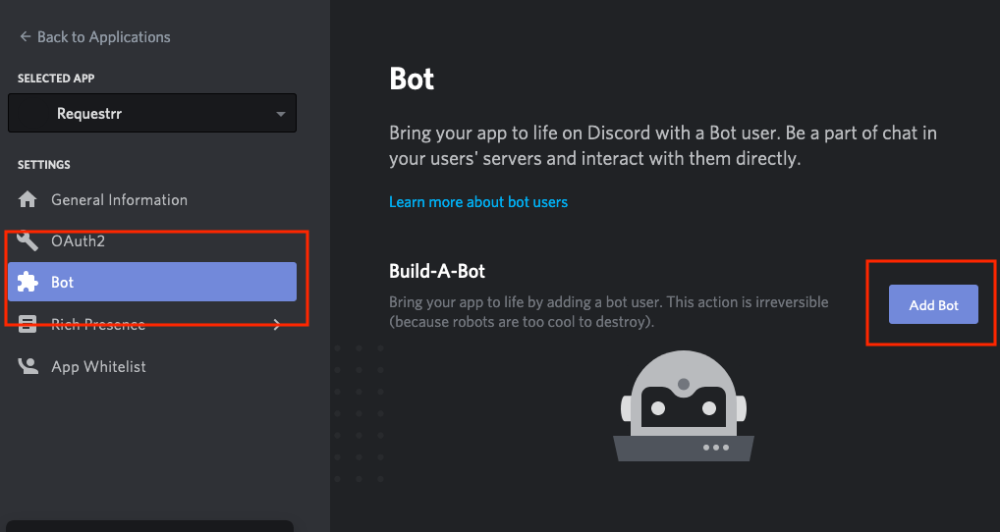 ← Back to Applications
SELECTED APP
Requestrr
SETTINGS
General Information
OAuth2
Bot
Rich Presence
App Whitelist
Bot
Bring your app to life on Discord with a Bot user. Be a part of chat in
your users' servers and interact with them directly.
Learn more about bot users
Build-A-Bot
Bring your app to life by adding a bot user. This action is irreversible
(because robots are too cool to destroy).
Add Bot